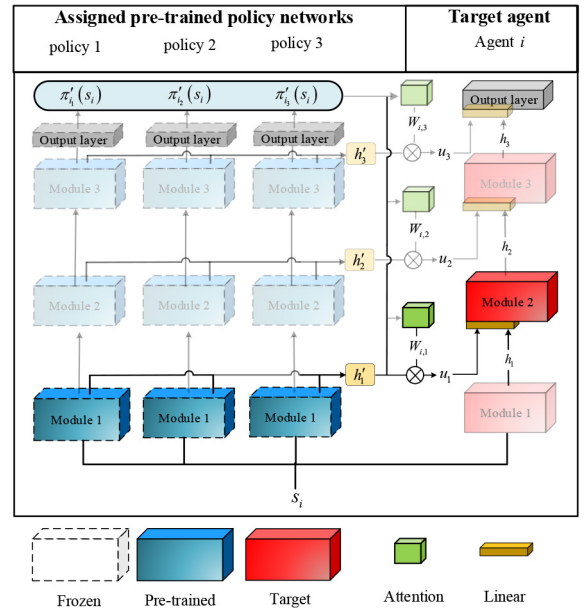 Assigned pre-trained policy networks
Target agent
policy 1 policy 2 policy 3
Agent i
π′i₁(si) π′i₂(si) π′i₃(si)
Output layer Output layer Output layer
Output layer
Wi,3
h′3 u3 h3
Module 3 Module 3 Module 3
Module 3
Wi,2
h′2 u2 h2
Module 2 Module 2 Module 2
Module 2
Wi,1
h′1 u1 h1
Module 1 Module 1 Module 1
Module 1
si
Frozen Pre-trained Target Attention Linear